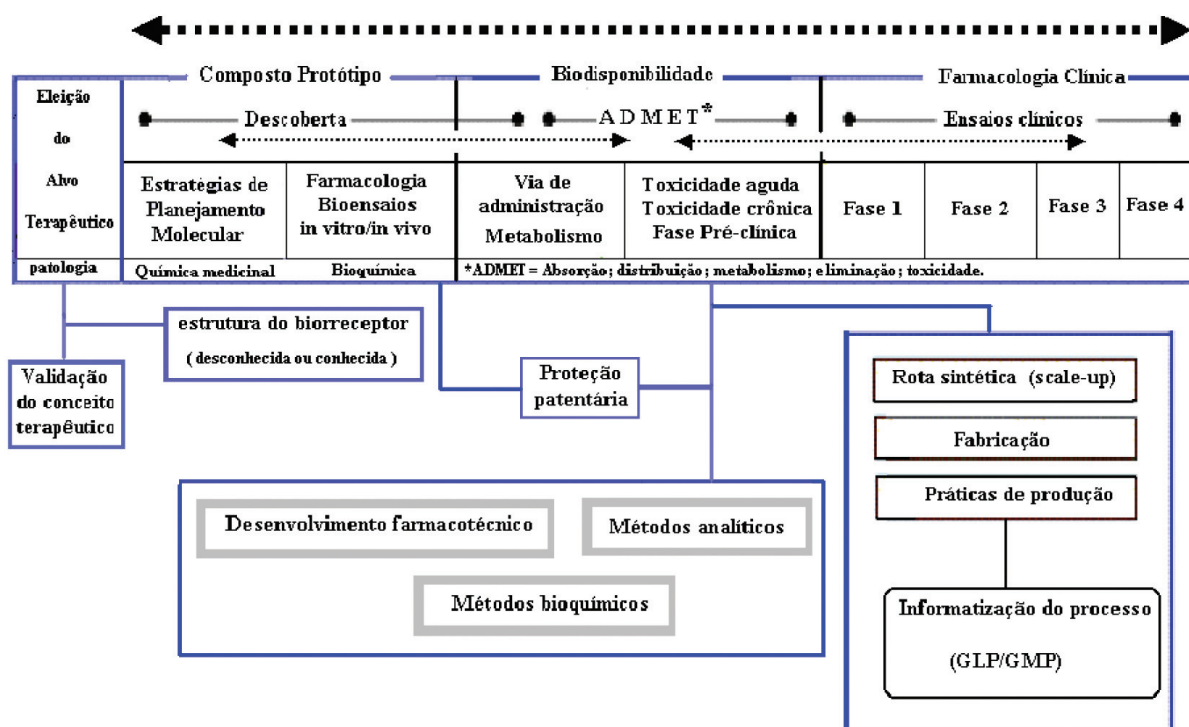 Eleição
do
Alvo
Terapêutico
patologia
Composto Protótipo
Descoberta
Biodisponibilidade
A D M E T*
Farmacologia Clínica
Ensaios clínicos
Estratégias de
Planejamento
Molecular
Farmacologia
Bioensaios
in vitro/in vivo
Via de
administração
Metabolismo
Toxicidade aguda
Toxicidade crônica
Fase Pré-clínica
Fase 1
Fase 2
Fase 3
Fase 4
Química medicinal
Bioquímica
*ADMET = Absorção; distribuição; metabolismo; eliminação; toxicidade.
estrutura do biorreceptor
( desconhecida ou conhecida )
Validação
do conceito
terapêutico
Proteção
patentária
Desenvolvimento farmacotécnico
Métodos analíticos
Métodos bioquímicos
Rota sintética (scale-up)
Fabricação
Práticas de produção
Informatização do processo
(GLP/GMP)